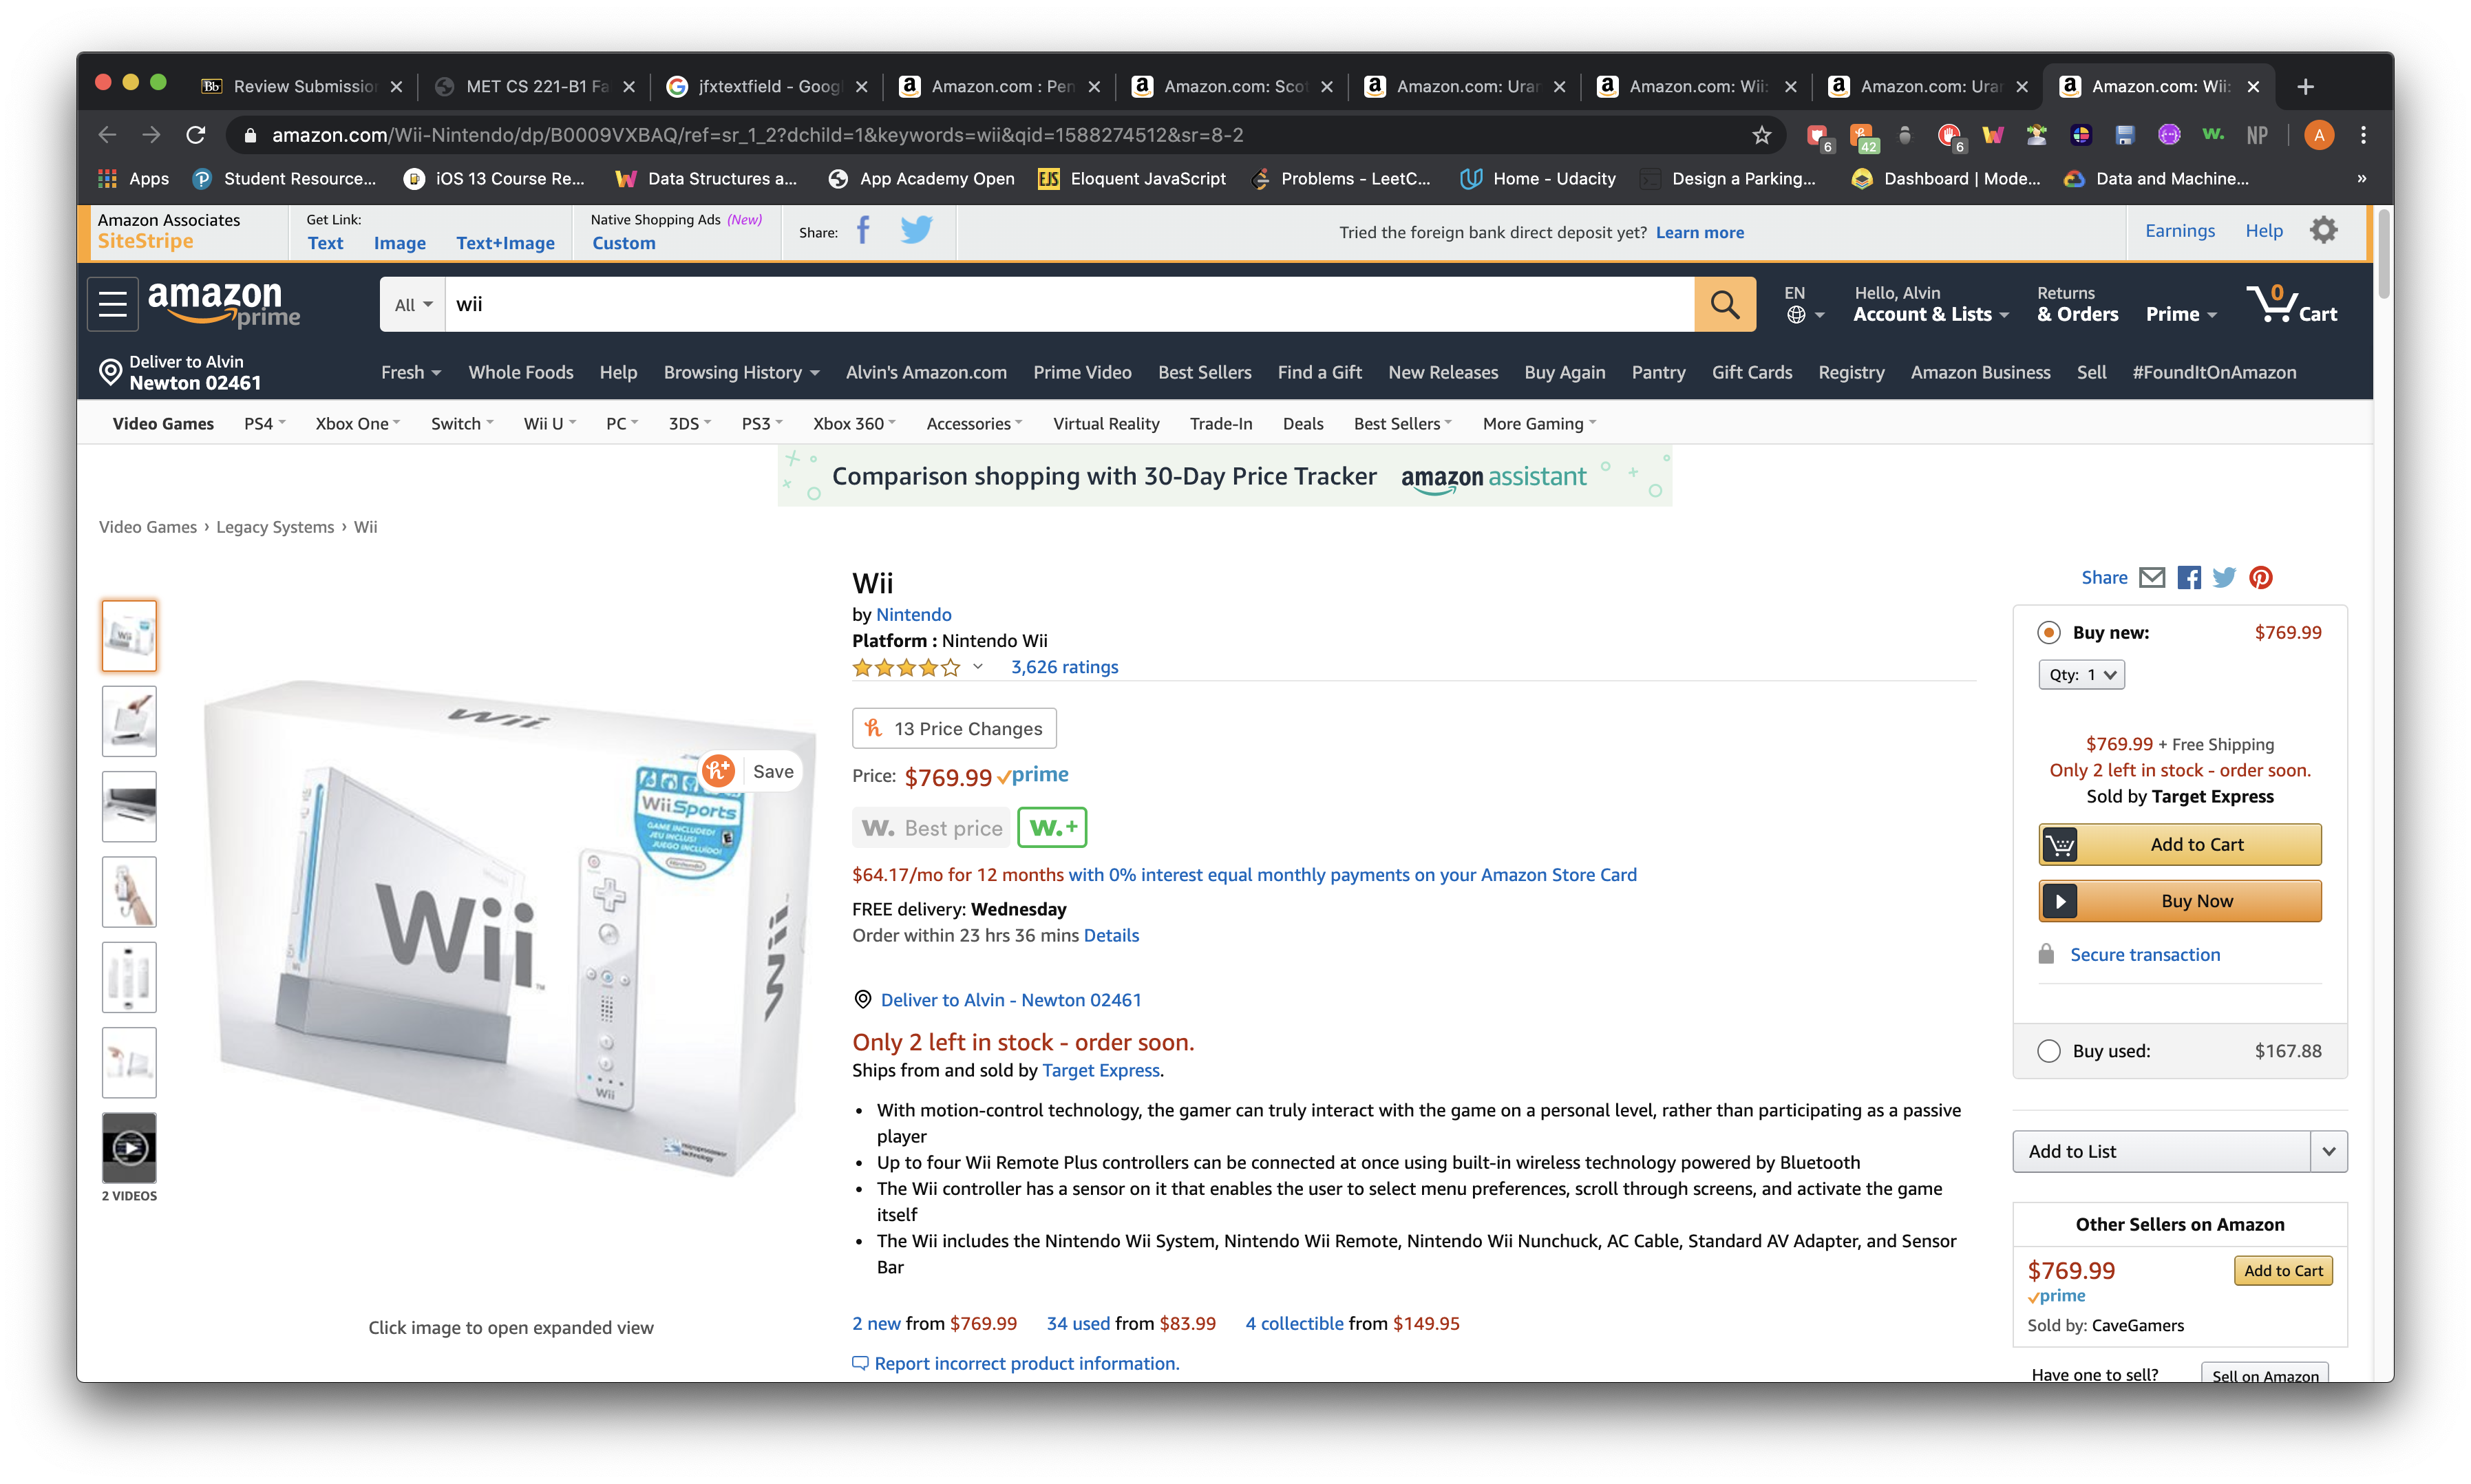 Review Submissio
MET CS 221-B1 Fa
jfxtextfield - Googl
Amazon.com : Pen
Amazon.com: Scot
Amazon.com: Uran
Amazon.com: Wii:
Amazon.com: Uran
Amazon.com: Wii:
amazon.com/Wii-Nintendo/dp/B0009VXBAQ/ref=sr_1_2?dchild=1&keywords=wii&qid=1588274512&sr=8-2
6
42
6
w.
NP
A
Apps
Student Resource...
iOS 13 Course Re...
Data Structures a...
App Academy Open
EJS
Eloquent JavaScript
Problems - LeetC...
Home - Udacity
Design a Parking...
Dashboard | Mode...
Data and Machine...
»
Amazon Associates
SiteStripe
Get Link:
Text Image Text+Image
Native Shopping Ads (New)
Custom
Share:
Tried the foreign bank direct deposit yet? Learn more
Earnings
Help
amazon prime
All
wii
EN
Hello, Alvin
Account & Lists
Returns
& Orders
Prime
0
Cart
Deliver to Alvin
Newton 02461
Fresh Whole Foods Help Browsing History Alvin's Amazon.com Prime Video Best Sellers Find a Gift New Releases Buy Again Pantry Gift Cards Registry Amazon Business Sell #FoundItOnAmazon
Video Games PS4 Xbox One Switch Wii U PC 3DS PS3 Xbox 360 Accessories Virtual Reality Trade-In Deals Best Sellers More Gaming
Comparison shopping with 30-Day Price Tracker amazon assistant
Video Games › Legacy Systems › Wii
2 VIDEOS
Wii
Save
Wii Sports
GAME INCLUDED!
JEU INCLUS!
JUEGO INCLUIDO!
Nintendo
Wii
Wii
Wii
Click image to open expanded view
Wii
by Nintendo
Platform : Nintendo Wii
3,626 ratings
13 Price Changes
Price: $769.99 prime
w. Best price
w.+
$64.17/mo for 12 months with 0% interest equal monthly payments on your Amazon Store Card
FREE delivery: Wednesday
Order within 23 hrs 36 mins Details
Deliver to Alvin - Newton 02461
Only 2 left in stock - order soon.
Ships from and sold by Target Express.
• With motion-control technology, the gamer can truly interact with the game on a personal level, rather than participating as a passive
player
• Up to four Wii Remote Plus controllers can be connected at once using built-in wireless technology powered by Bluetooth
• The Wii controller has a sensor on it that enables the user to select menu preferences, scroll through screens, and activate the game
itself
• The Wii includes the Nintendo Wii System, Nintendo Wii Remote, Nintendo Wii Nunchuck, AC Cable, Standard AV Adapter, and Sensor
Bar
2 new from $769.99 34 used from $83.99 4 collectible from $149.95
Report incorrect product information.
Share
Buy new: $769.99
Qty: 1
$769.99 + Free Shipping
Only 2 left in stock - order soon.
Sold by Target Express
Add to Cart
Buy Now
Secure transaction
Buy used: $167.88
Add to List
Other Sellers on Amazon
$769.99
Add to Cart
prime
Sold by: CaveGamers
Have one to sell?
Sell on Amazon